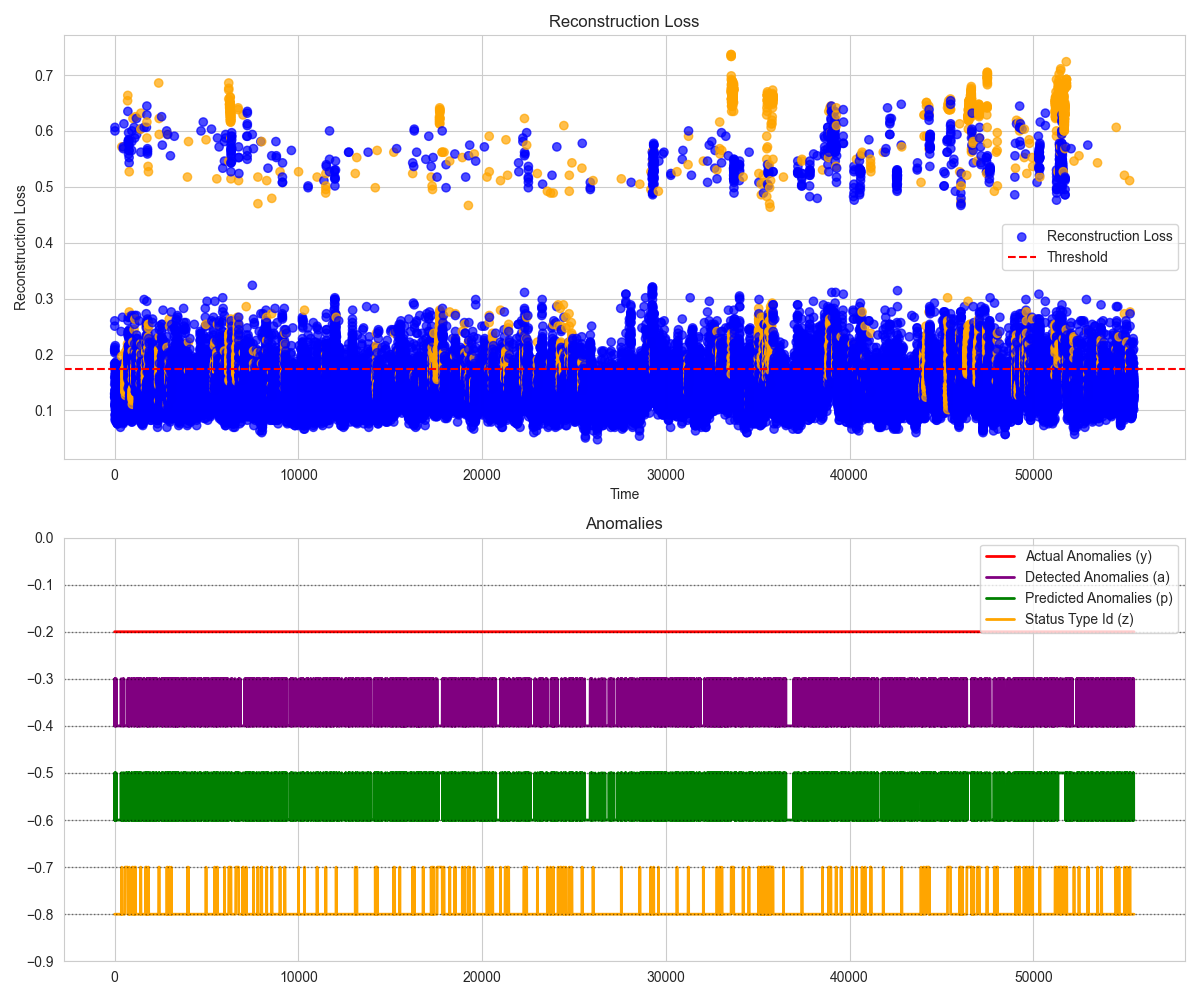 Reconstruction Loss
Reconstruction Loss
0.7
0.6
0.5
0.4
0.3
0.2
0.1
Reconstruction Loss
Threshold
0 10000 20000 30000 40000 50000
Time
Anomalies
0.0
−0.1
−0.2
−0.3
−0.4
−0.5
−0.6
−0.7
−0.8
−0.9
Actual Anomalies (y)
Detected Anomalies (a)
Predicted Anomalies (p)
Status Type Id (z)
0 10000 20000 30000 40000 50000